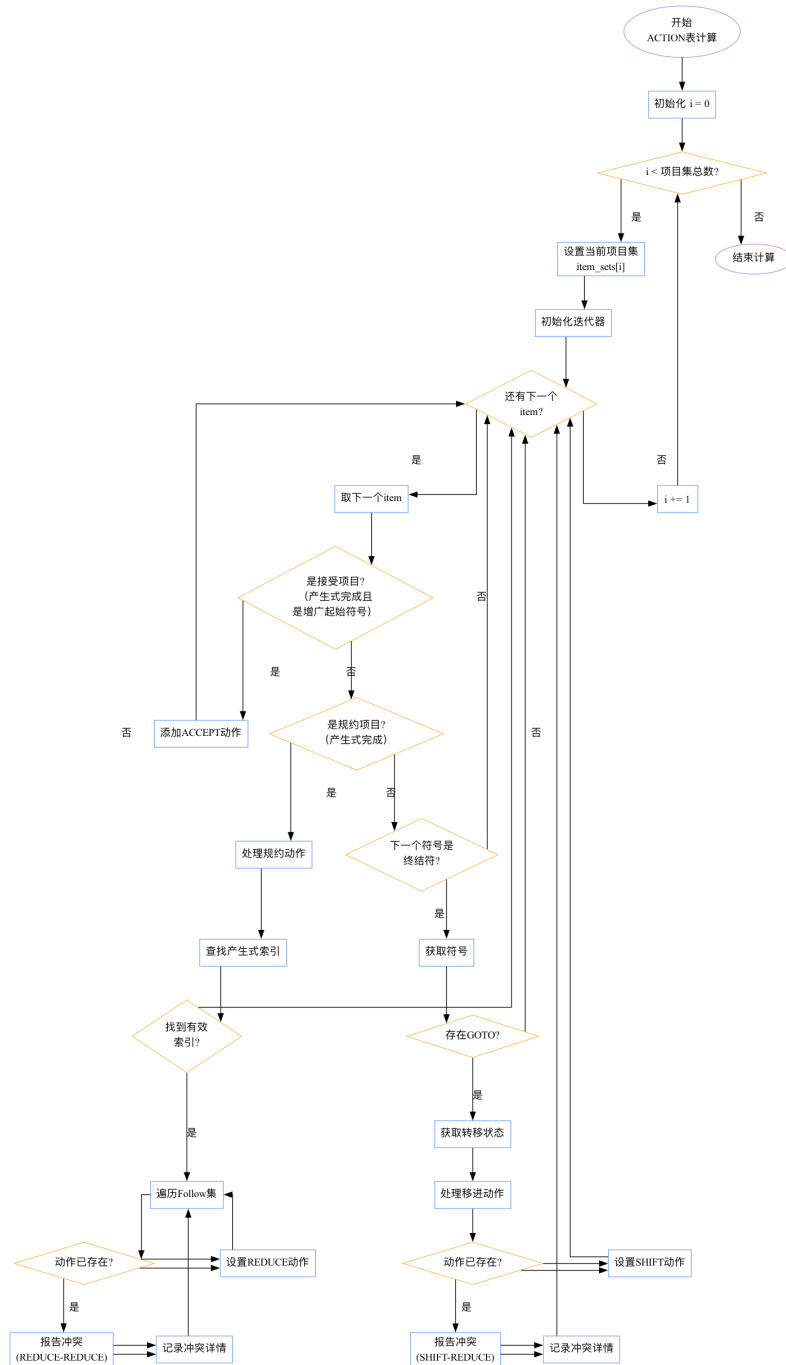 开始
ACTION表计算
初始化 i = 0
i < 项目集总数?
是
否
设置当前项目集
item_sets[i]
结束计算
初始化迭代器
还有下一个
item?
是
否
取下一个item
i += 1
是接受项目?
（产生式完成且
是增广起始符号）
否
是
否
否
添加ACCEPT动作
是规约项目?
（产生式完成）
否
是
否
处理规约动作
下一个符号是
终结符?
是
查找产生式索引
获取符号
找到有效
索引?
存在GOTO?
是
获取转移状态
是
遍历Follow集
处理移进动作
动作已存在?
设置REDUCE动作
动作已存在?
设置SHIFT动作
是
是
报告冲突
(REDUCE-REDUCE)
记录冲突详情
报告冲突
(SHIFT-REDUCE)
记录冲突详情